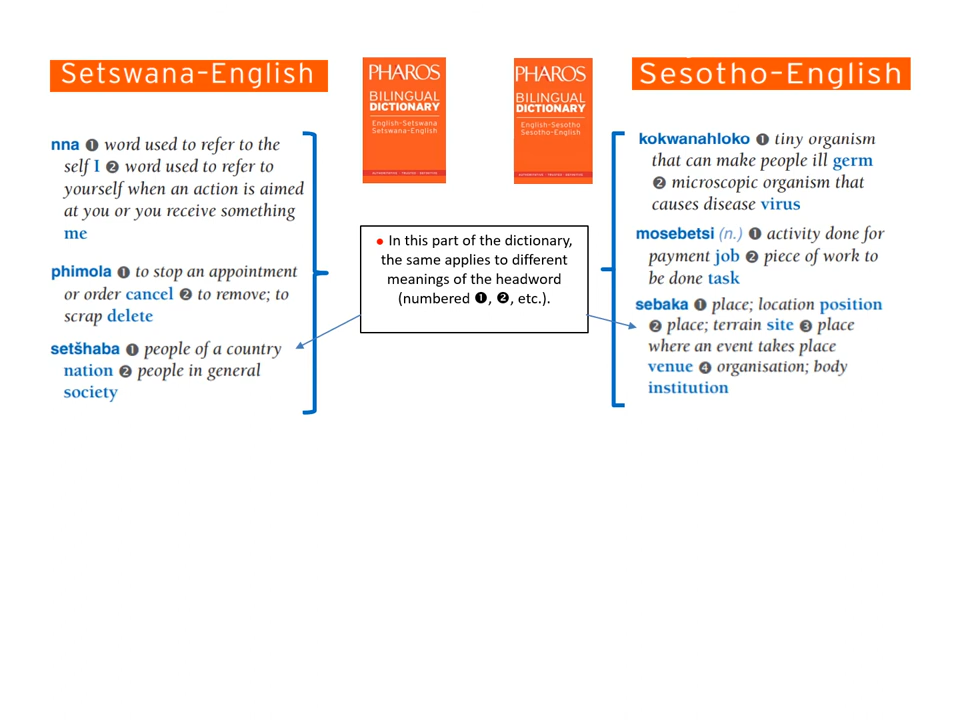 Setswana–English
PHAROS
BILINGUAL
DICTIONARY
English–Setswana
Setswana–English
PHAROS
BILINGUAL
DICTIONARY
English–Sesotho
Sesotho–English
Sesotho–English
nna ❶ word used to refer to the
self I ❷ word used to refer to
yourself when an action is aimed
at you or you receive something
me
phimola ❶ to stop an appointment
or order cancel ❷ to remove; to
scrap delete
setšhaba ❶ people of a country
nation ❷ people in general
society
• In this part of the dictionary,
the same applies to different
meanings of the headword
(numbered ❶, ❷, etc.).
kokwanahloko ❶ tiny organism
that can make people ill germ
❷ microscopic organism that
causes disease virus
mosebetsi (n.) ❶ activity done for
payment job ❷ piece of work to
be done task
sebaka ❶ place; location position
❷ place; terrain site ❸ place
where an event takes place
venue ❹ organisation; body
institution